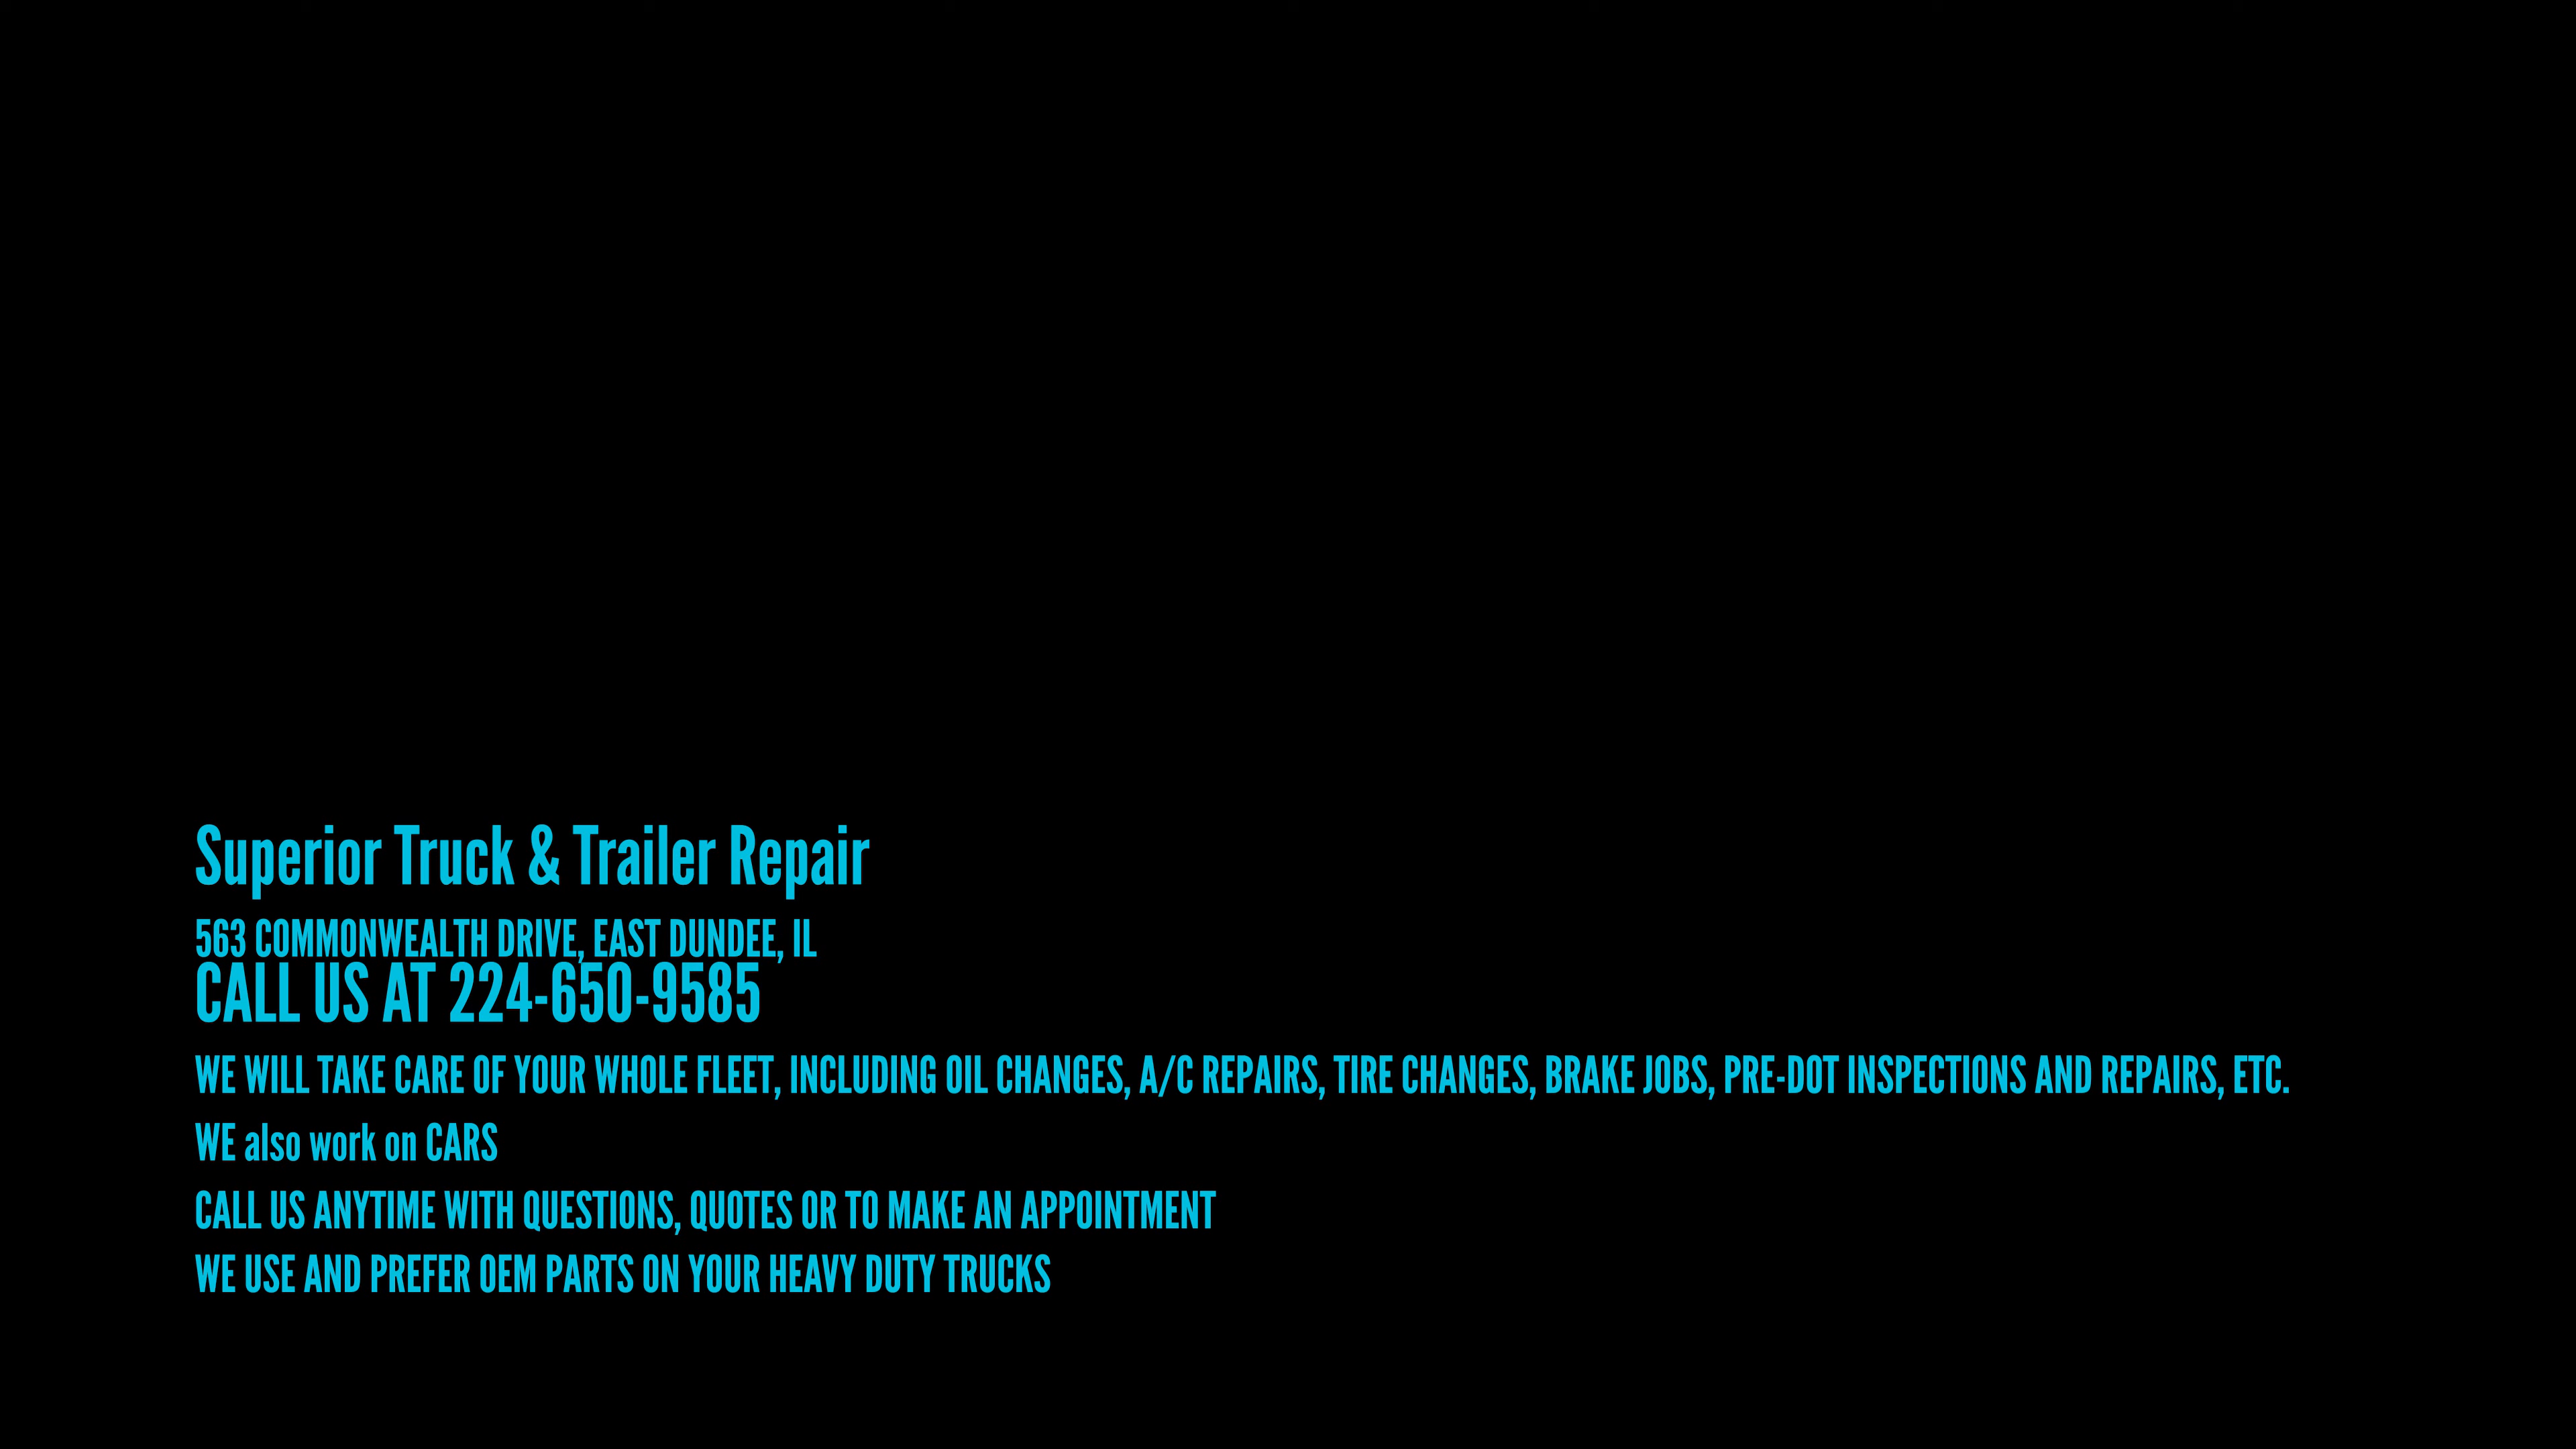 Superior Truck & Trailer Repair
563 COMMONWEALTH DRIVE, EAST DUNDEE, IL
CALL US AT 224-650-9585
WE WILL TAKE CARE OF YOUR WHOLE FLEET, INCLUDING OIL CHANGES, A/C REPAIRS, TIRE CHANGES, BRAKE JOBS, PRE-DOT INSPECTIONS AND REPAIRS, ETC.
WE also work on CARS
CALL US ANYTIME WITH QUESTIONS, QUOTES OR TO MAKE AN APPOINTMENT
WE USE AND PREFER OEM PARTS ON YOUR HEAVY DUTY TRUCKS